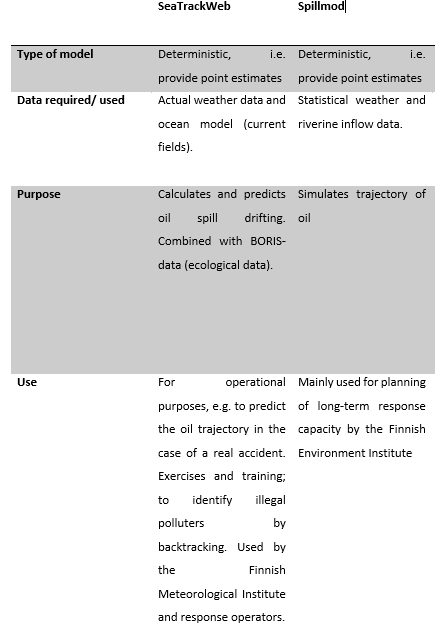 SeaTrackWeb Spillmod
Type of model
Deterministic, i.e.
provide point estimates
Deterministic, i.e.
provide point estimates
Data required/ used
Actual weather data and
ocean model (current
fields).
Statistical weather and
riverine inflow data.
Purpose
Calculates and predicts
oil spill drifting.
Combined with BORIS-
data (ecological data).
Simulates trajectory of
oil
Use
For operational
purposes, e.g. to predict
the oil trajectory in the
case of a real accident.
Exercises and training;
to identify illegal
polluters by
backtracking. Used by
the Finnish
Meteorological Institute
and response operators.
Mainly used for planning
of long-term response
capacity by the Finnish
Environment Institute